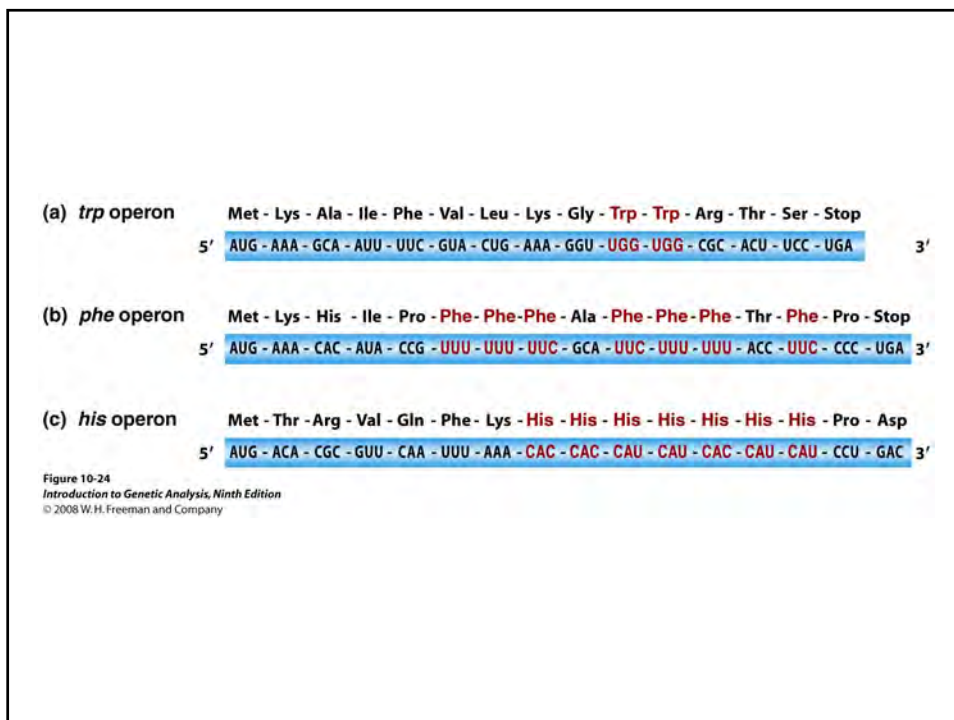 (a) trp operon Met - Lys - Ala - Ile - Phe - Val - Leu - Lys - Gly - Trp - Trp - Arg - Thr - Ser - Stop
5′ AUG - AAA - GCA - AUU - UUC - GUA - CUG - AAA - GGU - UGG - UGG - CGC - ACU - UCC - UGA 3′
(b) phe operon Met - Lys - His - Ile - Pro - Phe - Phe - Phe - Ala - Phe - Phe - Phe - Thr - Phe - Pro - Stop
5′ AUG - AAA - CAC - AUA - CCG - UUU - UUU - UUC - GCA - UUC - UUU - UUU - ACC - UUC - CCC - UGA 3′
(c) his operon Met - Thr - Arg - Val - Gln - Phe - Lys - His - His - His - His - His - His - His - Pro - Asp
5′ AUG - ACA - CGC - GUU - CAA - UUU - AAA - CAC - CAC - CAU - CAU - CAC - CAU - CAU - CCU - GAC 3′
Figure 10-24
Introduction to Genetic Analysis, Ninth Edition
© 2008 W. H. Freeman and Company